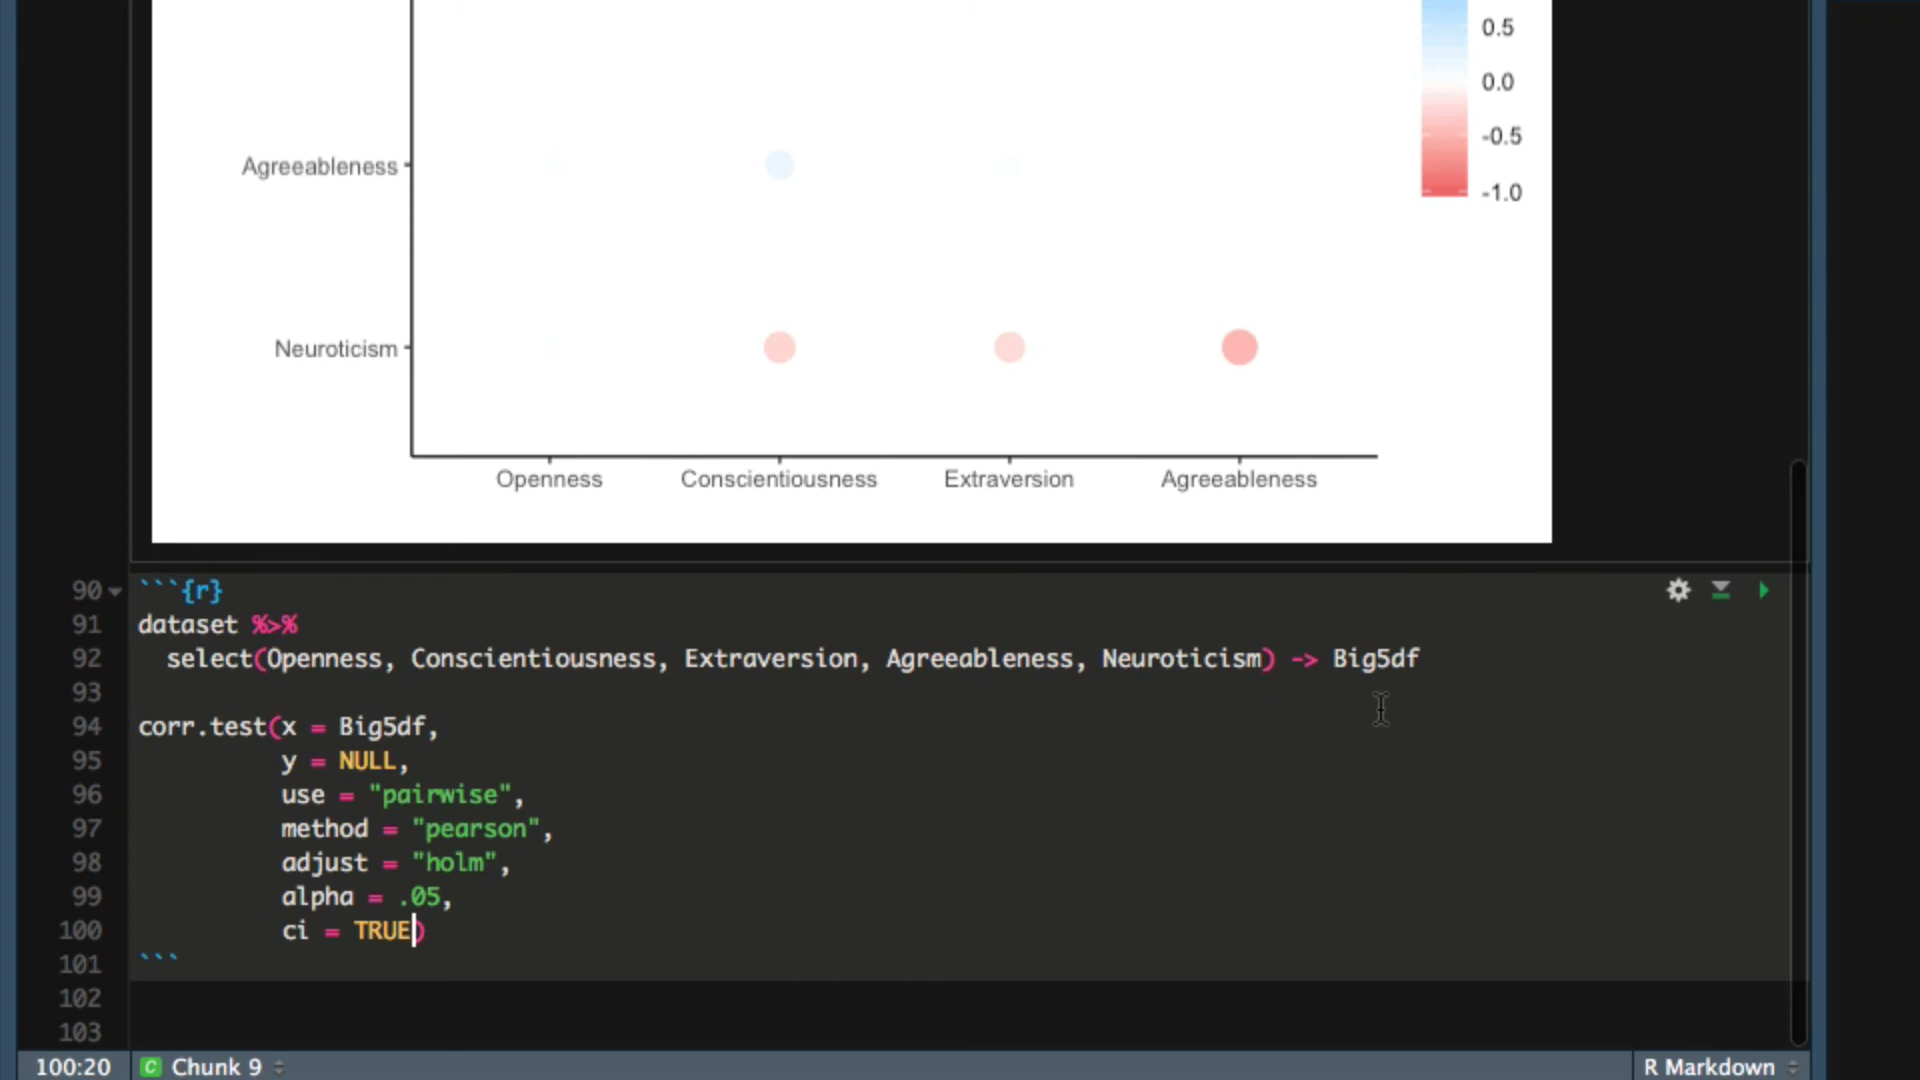 0.5
0.0
-0.5
-1.0
Agreeableness
Neuroticism
Openness Conscientiousness Extraversion Agreeableness
90 ```{r}
91 dataset %>%
92   select(Openness, Conscientiousness, Extraversion, Agreeableness, Neuroticism) -> Big5df
93
94 corr.test(x = Big5df,
95           y = NULL,
96           use = "pairwise",
97           method = "pearson",
98           adjust = "holm",
99           alpha = .05,
100           ci = TRUE)
101 ```
102
103
100:20 C Chunk 9 R Markdown